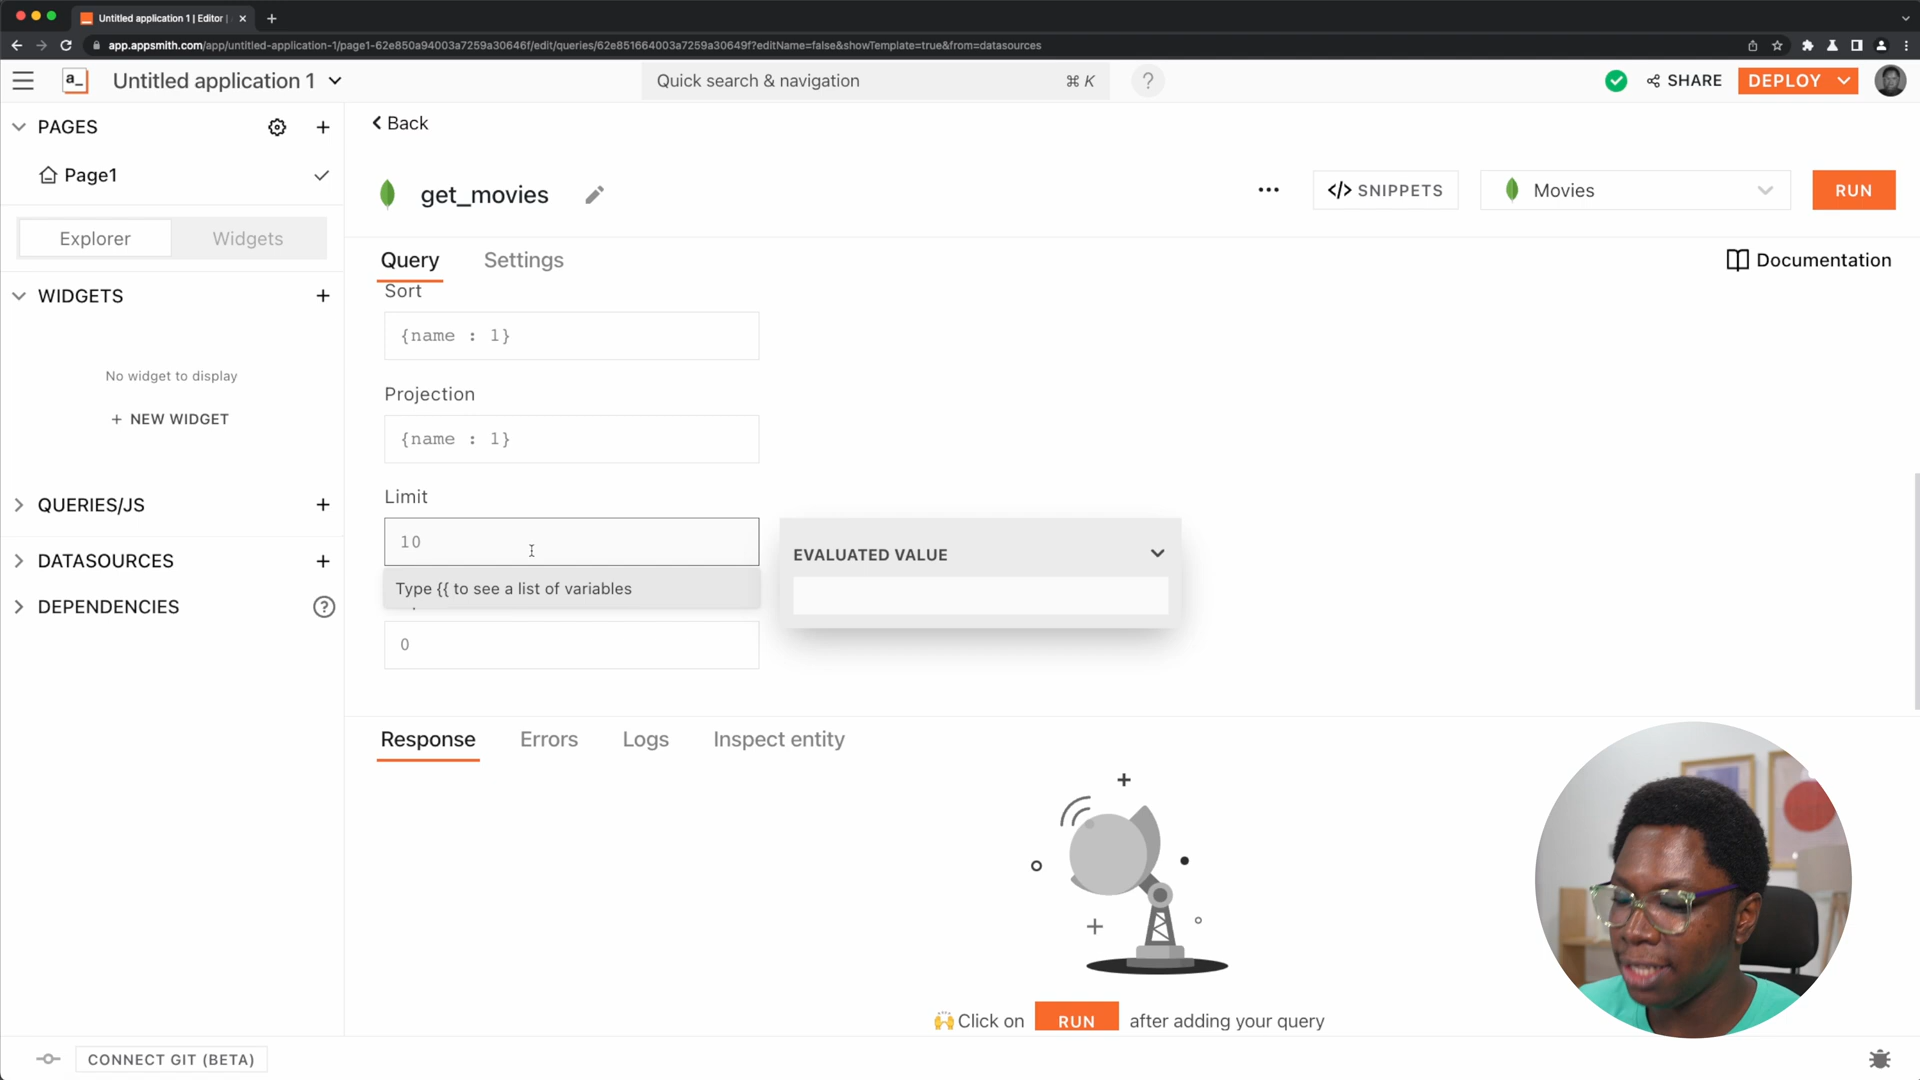 Untitled application 1 | Editor |
app.appsmith.com/app/untitled-application-1/page1-62e850a94003a7259a30646f/edit/queries/62e851664003a7259a30649f?editName=false&showTemplate=true&from=datasources
a_
Untitled application 1
Quick search & navigation
⌘ K
?
SHARE
DEPLOY
PAGES
Back
Page1
get_movies
SNIPPETS
Movies
RUN
Explorer
Widgets
Query
Settings
Documentation
WIDGETS
Sort
{name : 1}
No widget to display
Projection
+ NEW WIDGET
{name : 1}
Limit
QUERIES/JS
10
EVALUATED VALUE
DATASOURCES
Type {{ to see a list of variables
DEPENDENCIES
?
0
Response
Errors
Logs
Inspect entity
🙌 Click on RUN after adding your query
CONNECT GIT (BETA)